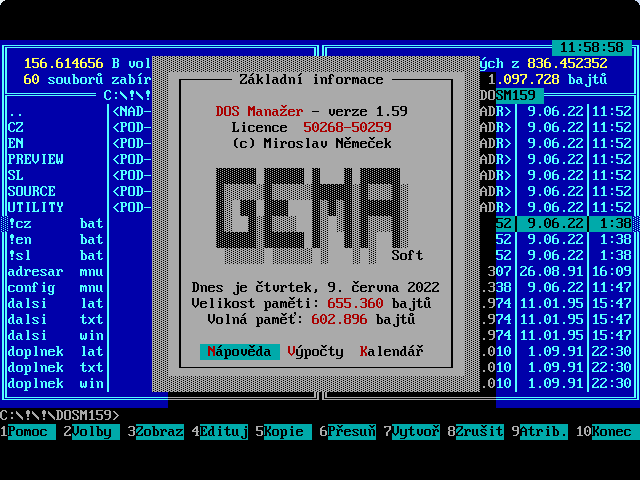 11:58:58
156.614656 B vol ých z 836.452352
60 souborů zabír 1.097.728 bajtů
Základní informace
C:\!\! OSM159
DOS Manažer - verze 1.59
Licence 50268-50259
(c) Miroslav Němeček
GEMA
Soft
Dnes je čtvrtek, 9. června 2022
Velikost paměti: 655.360 bajtů
Volná paměť: 602.896 bajtů
Nápověda Výpočty Kalendář
.. <NAD- ADR> 9.06.22 11:52
CZ <POD- ADR> 9.06.22 11:52
EN <POD- ADR> 9.06.22 11:52
PREVIEW <POD- ADR> 9.06.22 11:52
SL <POD- ADR> 9.06.22 11:52
SOURCE <POD- ADR> 9.06.22 11:52
UTILITY <POD- ADR> 9.06.22 11:52
!cz bat 52 9.06.22 1:38
!en bat 52 9.06.22 1:38
!sl bat 52 9.06.22 1:38
adresar mnu 307 26.08.91 16:09
config mnu .338 9.06.22 11:47
dalsi lat .974 11.01.95 15:47
dalsi txt .974 11.01.95 15:47
dalsi win .974 11.01.95 15:47
doplnek lat .010 1.09.91 22:30
doplnek txt .010 1.09.91 22:30
doplnek win .010 1.09.91 22:30
C:\!\!\DOSM159>
1Pomoc 2Volby 3Zobraz 4Edituj 5Kopie 6Přesuň 7Vytvoř 8Zrušit 9Atrib. 10Konec